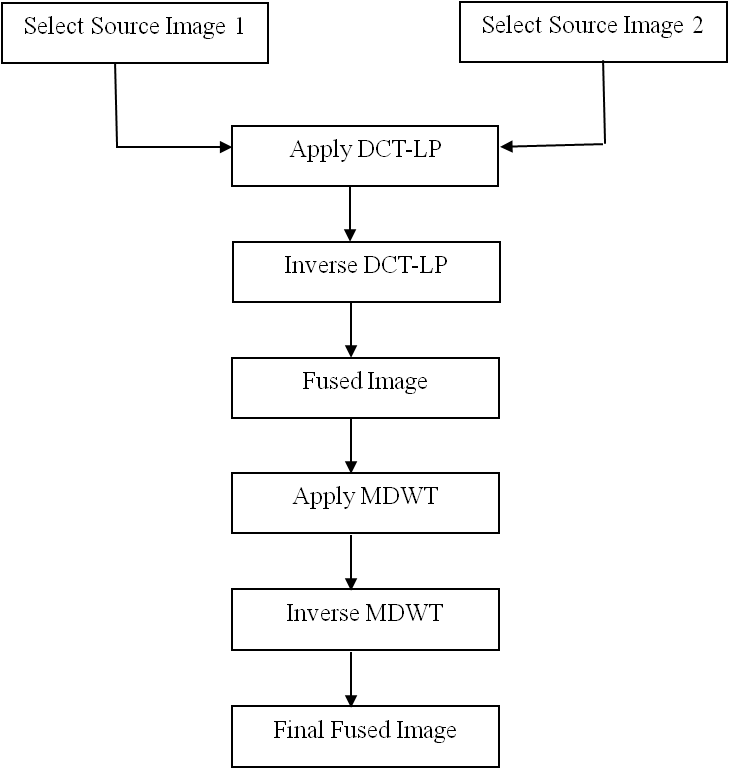 Select Source Image 1
Select Source Image 2
Apply DCT-LP
Inverse DCT-LP
Fused Image
Apply MDWT
Inverse MDWT
Final Fused Image